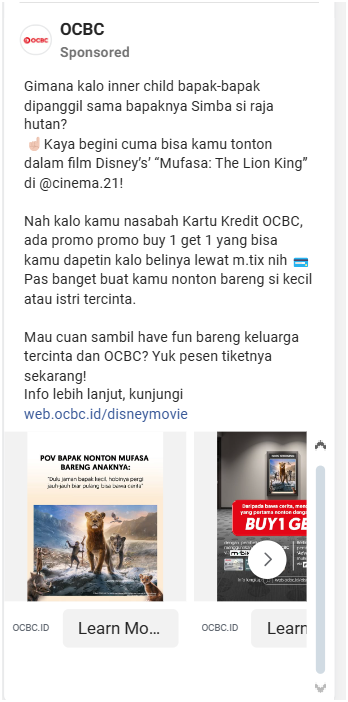 OCBC
OCBC
Sponsored
Gimana kalo inner child bapak-bapak
dipanggil sama bapaknya Simba si raja
hutan?
☝🏻Kaya begini cuma bisa kamu tonton
dalam film Disney’s’ “Mufasa: The Lion King”
di @cinema.21!
Nah kalo kamu nasabah Kartu Kredit OCBC,
ada promo promo buy 1 get 1 yang bisa
kamu dapetin kalo belinya lewat m.tix nih
Pas banget buat kamu nonton bareng si kecil
atau istri tercinta.
Mau cuan sambil have fun bareng keluarga
tercinta dan OCBC? Yuk pesen tiketnya
sekarang!
Info lebih lanjut, kunjungi
web.ocbc.id/disneymovie
POV BAPAK NONTON MUFASA
BARENG ANAKNYA:
"Dulu jaman bapak kecil, hobinya pergi
jauh-jauh biar pulang bisa bawa cerita"
Daripada bawa cerita, men
yang pertama nonton denga
BUY 1 GE
OCBC.ID
Learn Mo...
OCBC.ID
Learn